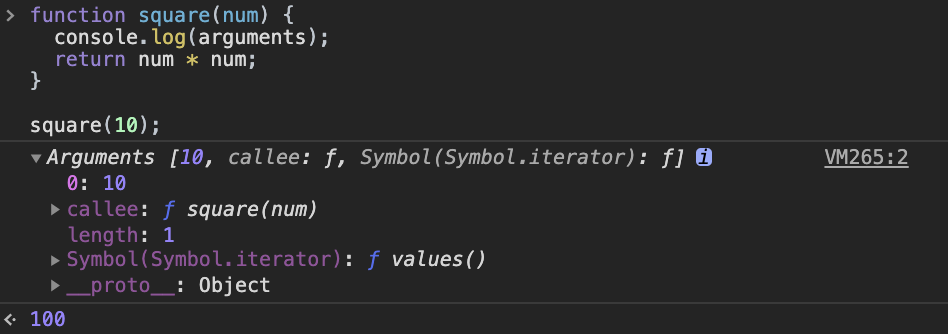 function square(num) {
  console.log(arguments);
  return num * num;
}
square(10);
Arguments [10, callee: ƒ, Symbol(Symbol.iterator): ƒ] i VM265:2
0: 10
callee: ƒ square(num)
length: 1
Symbol(Symbol.iterator): ƒ values()
__proto__: Object
100